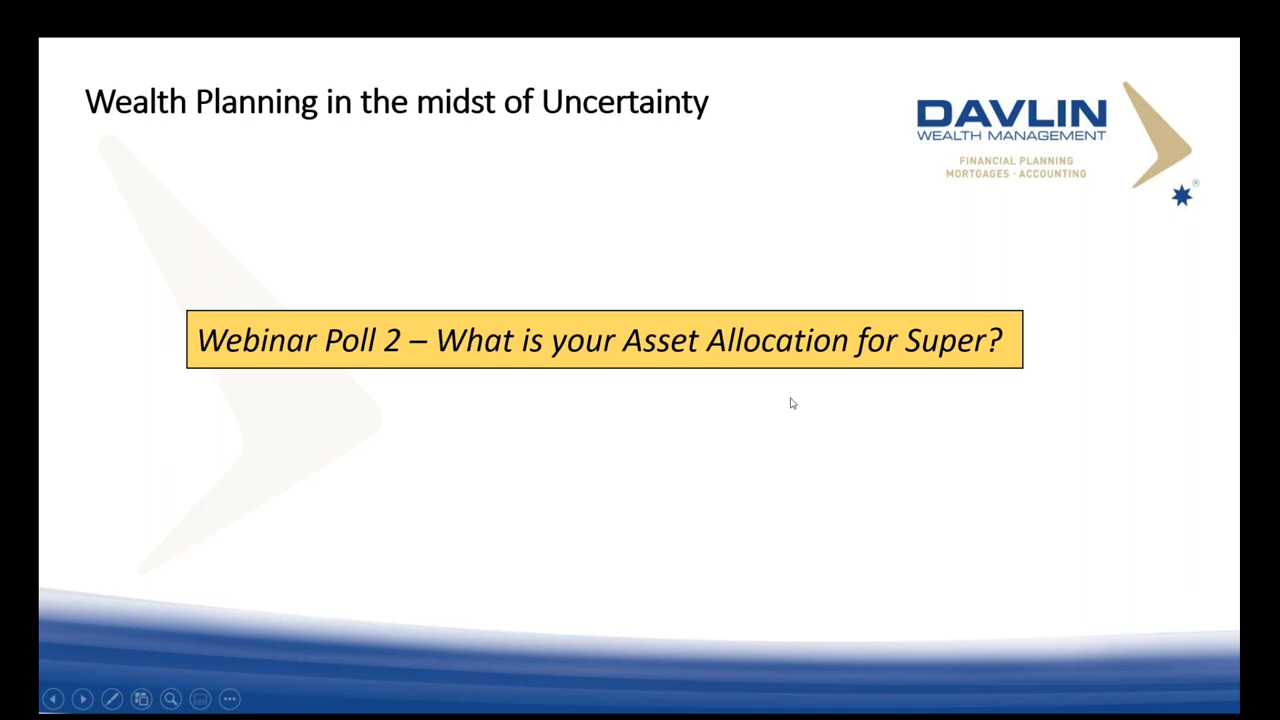 Wealth Planning in the midst of Uncertainty
DAVLIN
WEALTH MANAGEMENT
FINANCIAL PLANNING
MORTGAGES · ACCOUNTING
®
Webinar Poll 2 – What is your Asset Allocation for Super?